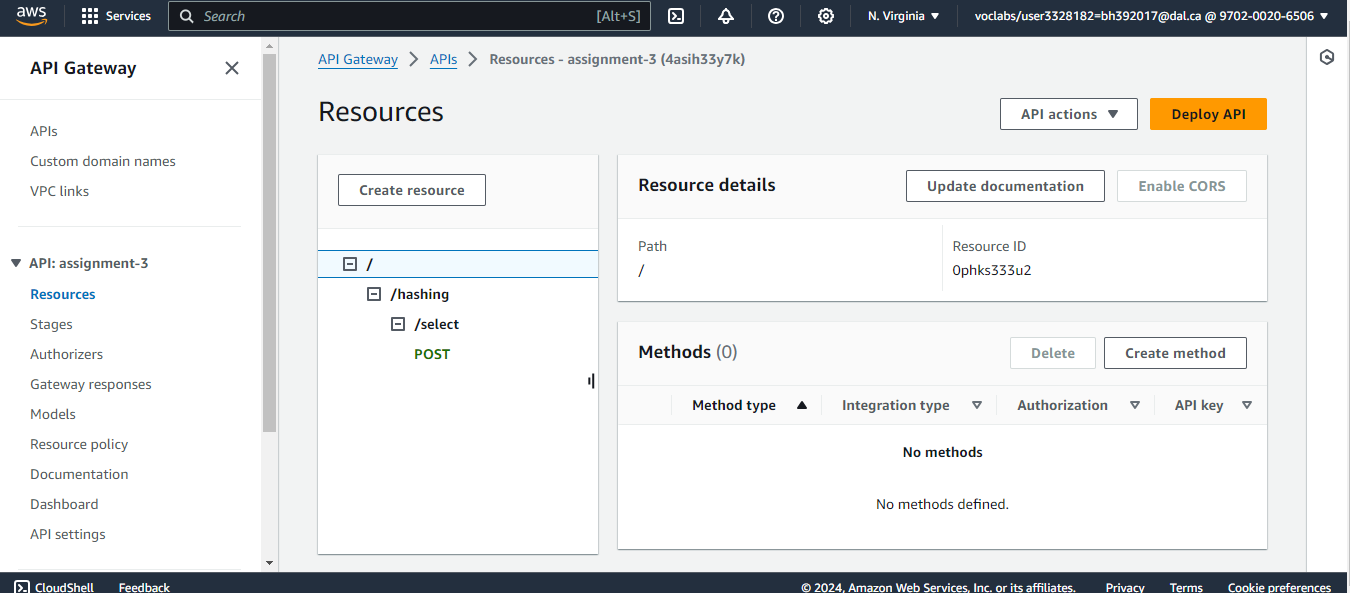 aws
Services
Search
[Alt+S]
N. Virginia
voclabs/user3328182=bh392017@dal.ca @ 9702-0020-6506
API Gateway
APIs
Custom domain names
VPC links
API: assignment-3
Resources
Stages
Authorizers
Gateway responses
Models
Resource policy
Documentation
Dashboard
API settings
API Gateway
APIs
Resources - assignment-3 (4asih33y7k)
Resources
API actions
Deploy API
Create resource
/
/hashing
/select
POST
Resource details
Update documentation
Enable CORS
Path
/
Resource ID
0phks333u2
Methods (0)
Delete
Create method
Method type
Integration type
Authorization
API key
No methods
No methods defined.
CloudShell
Feedback
© 2024, Amazon Web Services, Inc. or its affiliates.
Privacy
Terms
Cookie preferences